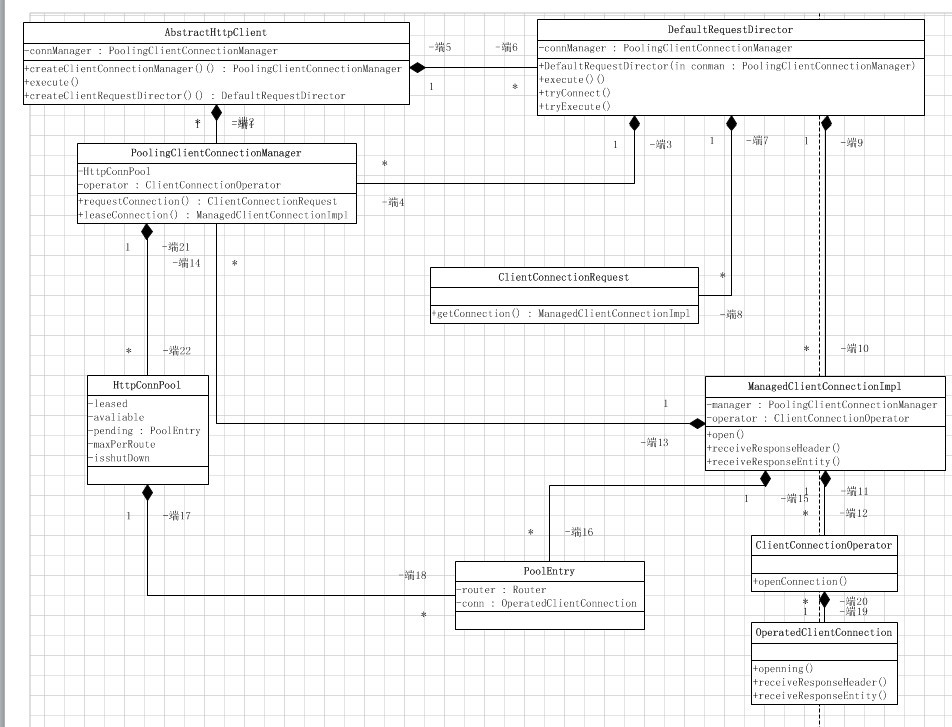 AbstractHttpClient
-connManager : PoolingClientConnectionManager
+createClientConnectionManager()() : PoolingClientConnectionManager
+execute()
+createClientRequestDirector()() : DefaultRequestDirector
-端5
-端6
1
*
DefaultRequestDirector
-connManager : PoolingClientConnectionManager
+DefaultRequestDirector(in conman : PoolingClientConnectionManager)
+execute()()
+tryConnect()
+tryExecute()
PoolingClientConnectionManager
-HttpConnPool
-operator : ClientConnectionOperator
+requestConnection() : ClientConnectionRequest
+leaseConnection() : ManagedClientConnectionImpl
1
-端3
1
-端7
1
-端9
*
-端4
1
-端21
-端14
*
ClientConnectionRequest
+getConnection() : ManagedClientConnectionImpl
*
-端8
*
-端22
*
-端10
HttpConnPool
-leased
-avaliable
-pending : PoolEntry
-maxPerRoute
-isshutDown
ManagedClientConnectionImpl
-manager : PoolingClientConnectionManager
-operator : ClientConnectionOperator
+open()
+receiveResponseHeader()
+receiveResponseEntity()
1
-端13
1
-端17
1
-端15
1
-端11
*
-端12
*
-端16
ClientConnectionOperator
+openConnection()
-端18
*
PoolEntry
-router : Router
-conn : OperatedClientConnection
*
-端20
1
-端19
OperatedClientConnection
+openning()
+receiveResponseHeader()
+receiveResponseEntity()